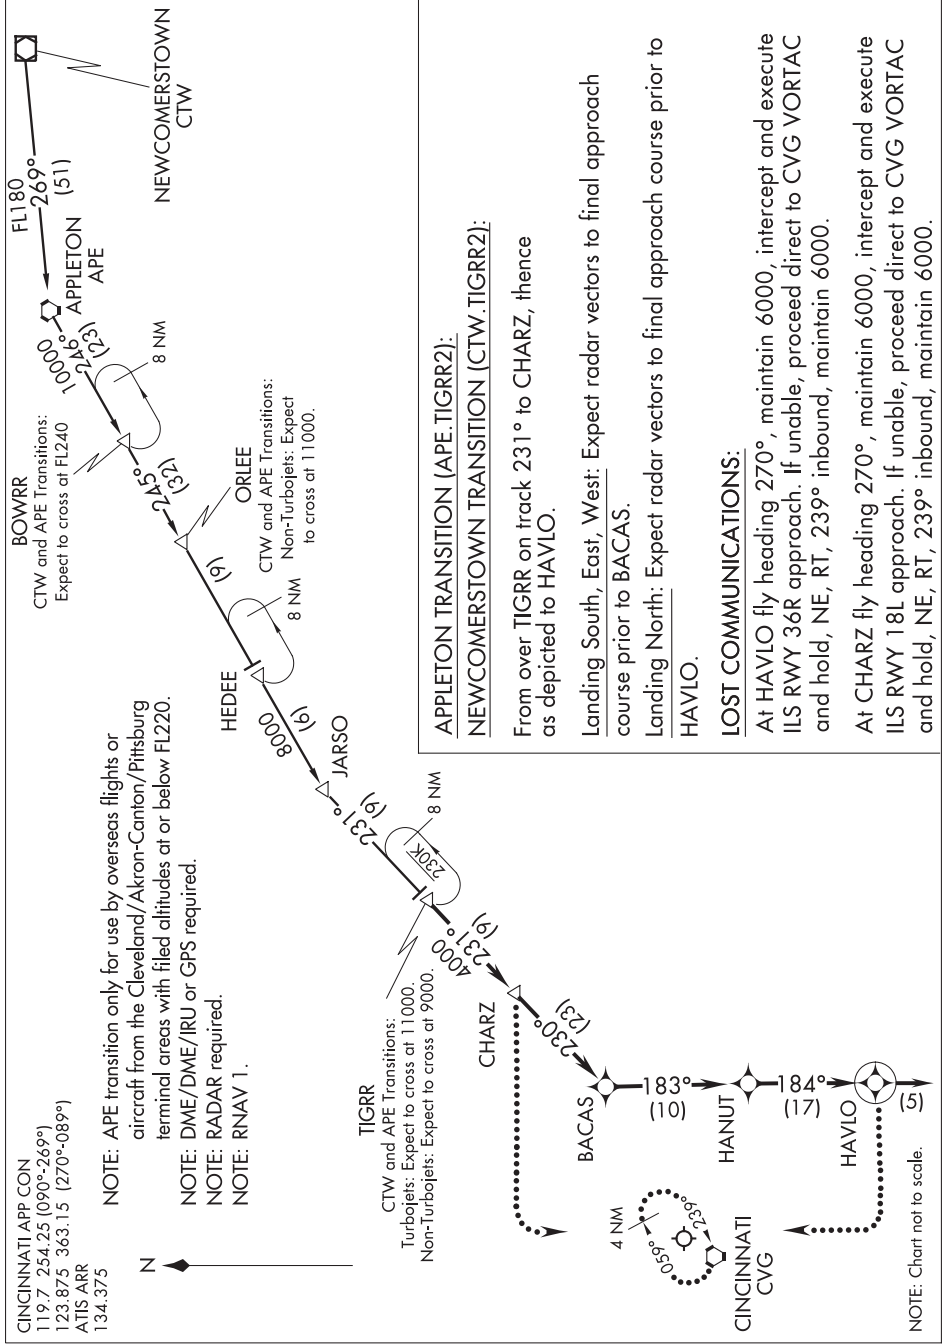 CINCINNATI APP CON
119.7 254.25 (090°-269°)
123.875 363.15 (270°-089°)
ATIS ARR
134.375
NOTE: APE transition only for use by overseas flights or
aircraft from the Cleveland/Akron-Canton/Pittsburg
terminal areas with filed altitudes at or below FL220.
NOTE: DME/DME/IRU or GPS required.
NOTE: RADAR required.
NOTE: RNAV 1.
N
NEWCOMERSTOWN
CTW
FL180
269°
(51)
APPLETON
APE
10000
246°
(23)
BOWRR
CTW and APE Transitions:
Expect to cross at FL240
8 NM
245°
(32)
ORLEE
CTW and APE Transitions:
Non-Turbojets: Expect
to cross at 11000.
(9)
HEDEE
8 NM
8000
(6)
JARSO
231°
(9)
8 NM
230K
TIGRR
CTW and APE Transitions:
Turbojets: Expect to cross at 11000.
Non-Turbojets: Expect to cross at 9000.
4000
231°
(9)
CHARZ
230°
(23)
BACAS
183°
(10)
HANUT
184°
(17)
HAVLO
(5)
4 NM
059°
239°
CINCINNATI
CVG
NOTE: Chart not to scale.
APPLETON TRANSITION (APE.TIGRR2):
NEWCOMERSTOWN TRANSITION (CTW.TIGRR2):
From over TIGRR on track 231° to CHARZ, thence
as depicted to HAVLO.
Landing South, East, West: Expect radar vectors to final approach
course prior to BACAS.
Landing North: Expect radar vectors to final approach course prior to
HAVLO.
LOST COMMUNICATIONS:
At HAVLO fly heading 270°, maintain 6000, intercept and execute
ILS RWY 36R approach. If unable, proceed direct to CVG VORTAC
and hold, NE, RT, 239° inbound, maintain 6000.
At CHARZ fly heading 270°, maintain 6000, intercept and execute
ILS RWY 18L approach. If unable, proceed direct to CVG VORTAC
and hold, NE, RT, 239° inbound, maintain 6000.